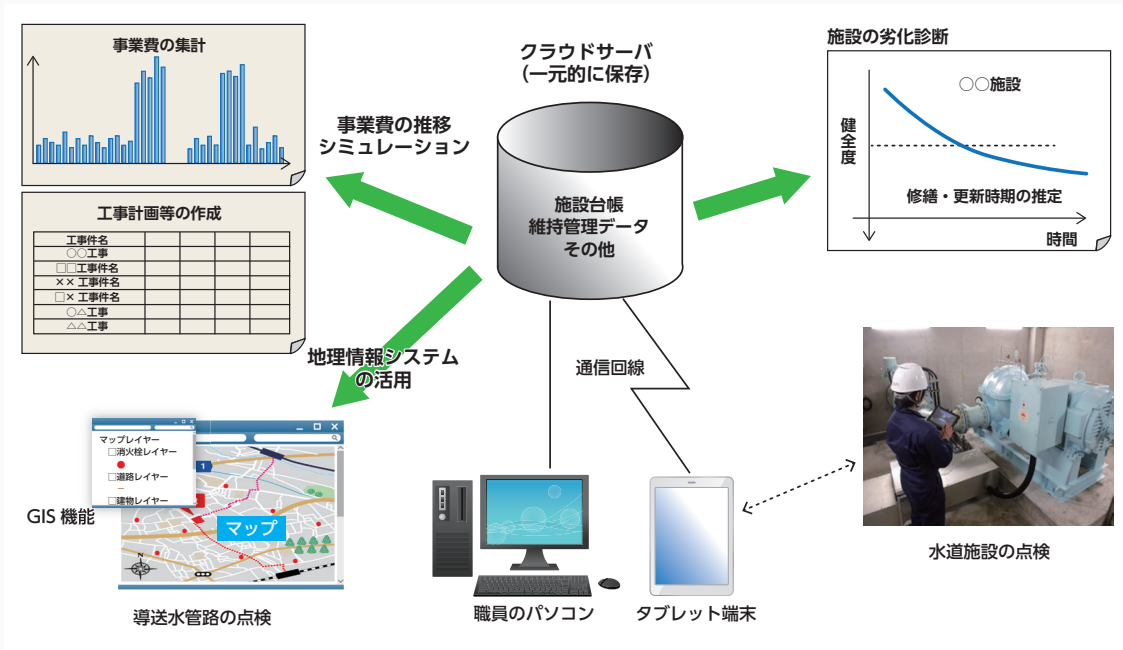 事業費の集計
工事計画等の作成
工事件名
○○工事
□□工事件名
×× 工事件名
□× 工事件名
○△工事
△△工事
事業費の推移
シミュレーション
クラウドサーバ
（一元的に保存）
施設台帳
維持管理データ
その他
施設の劣化診断
○○施設
健全度
修繕・更新時期の推定
時間
地理情報システム
の活用
通信回線
マップレイヤー
□消火栓レイヤー
□道路レイヤー
□建物レイヤー
1
マップ
N
GIS 機能
導送水管路の点検
職員のパソコン
タブレット端末
水道施設の点検